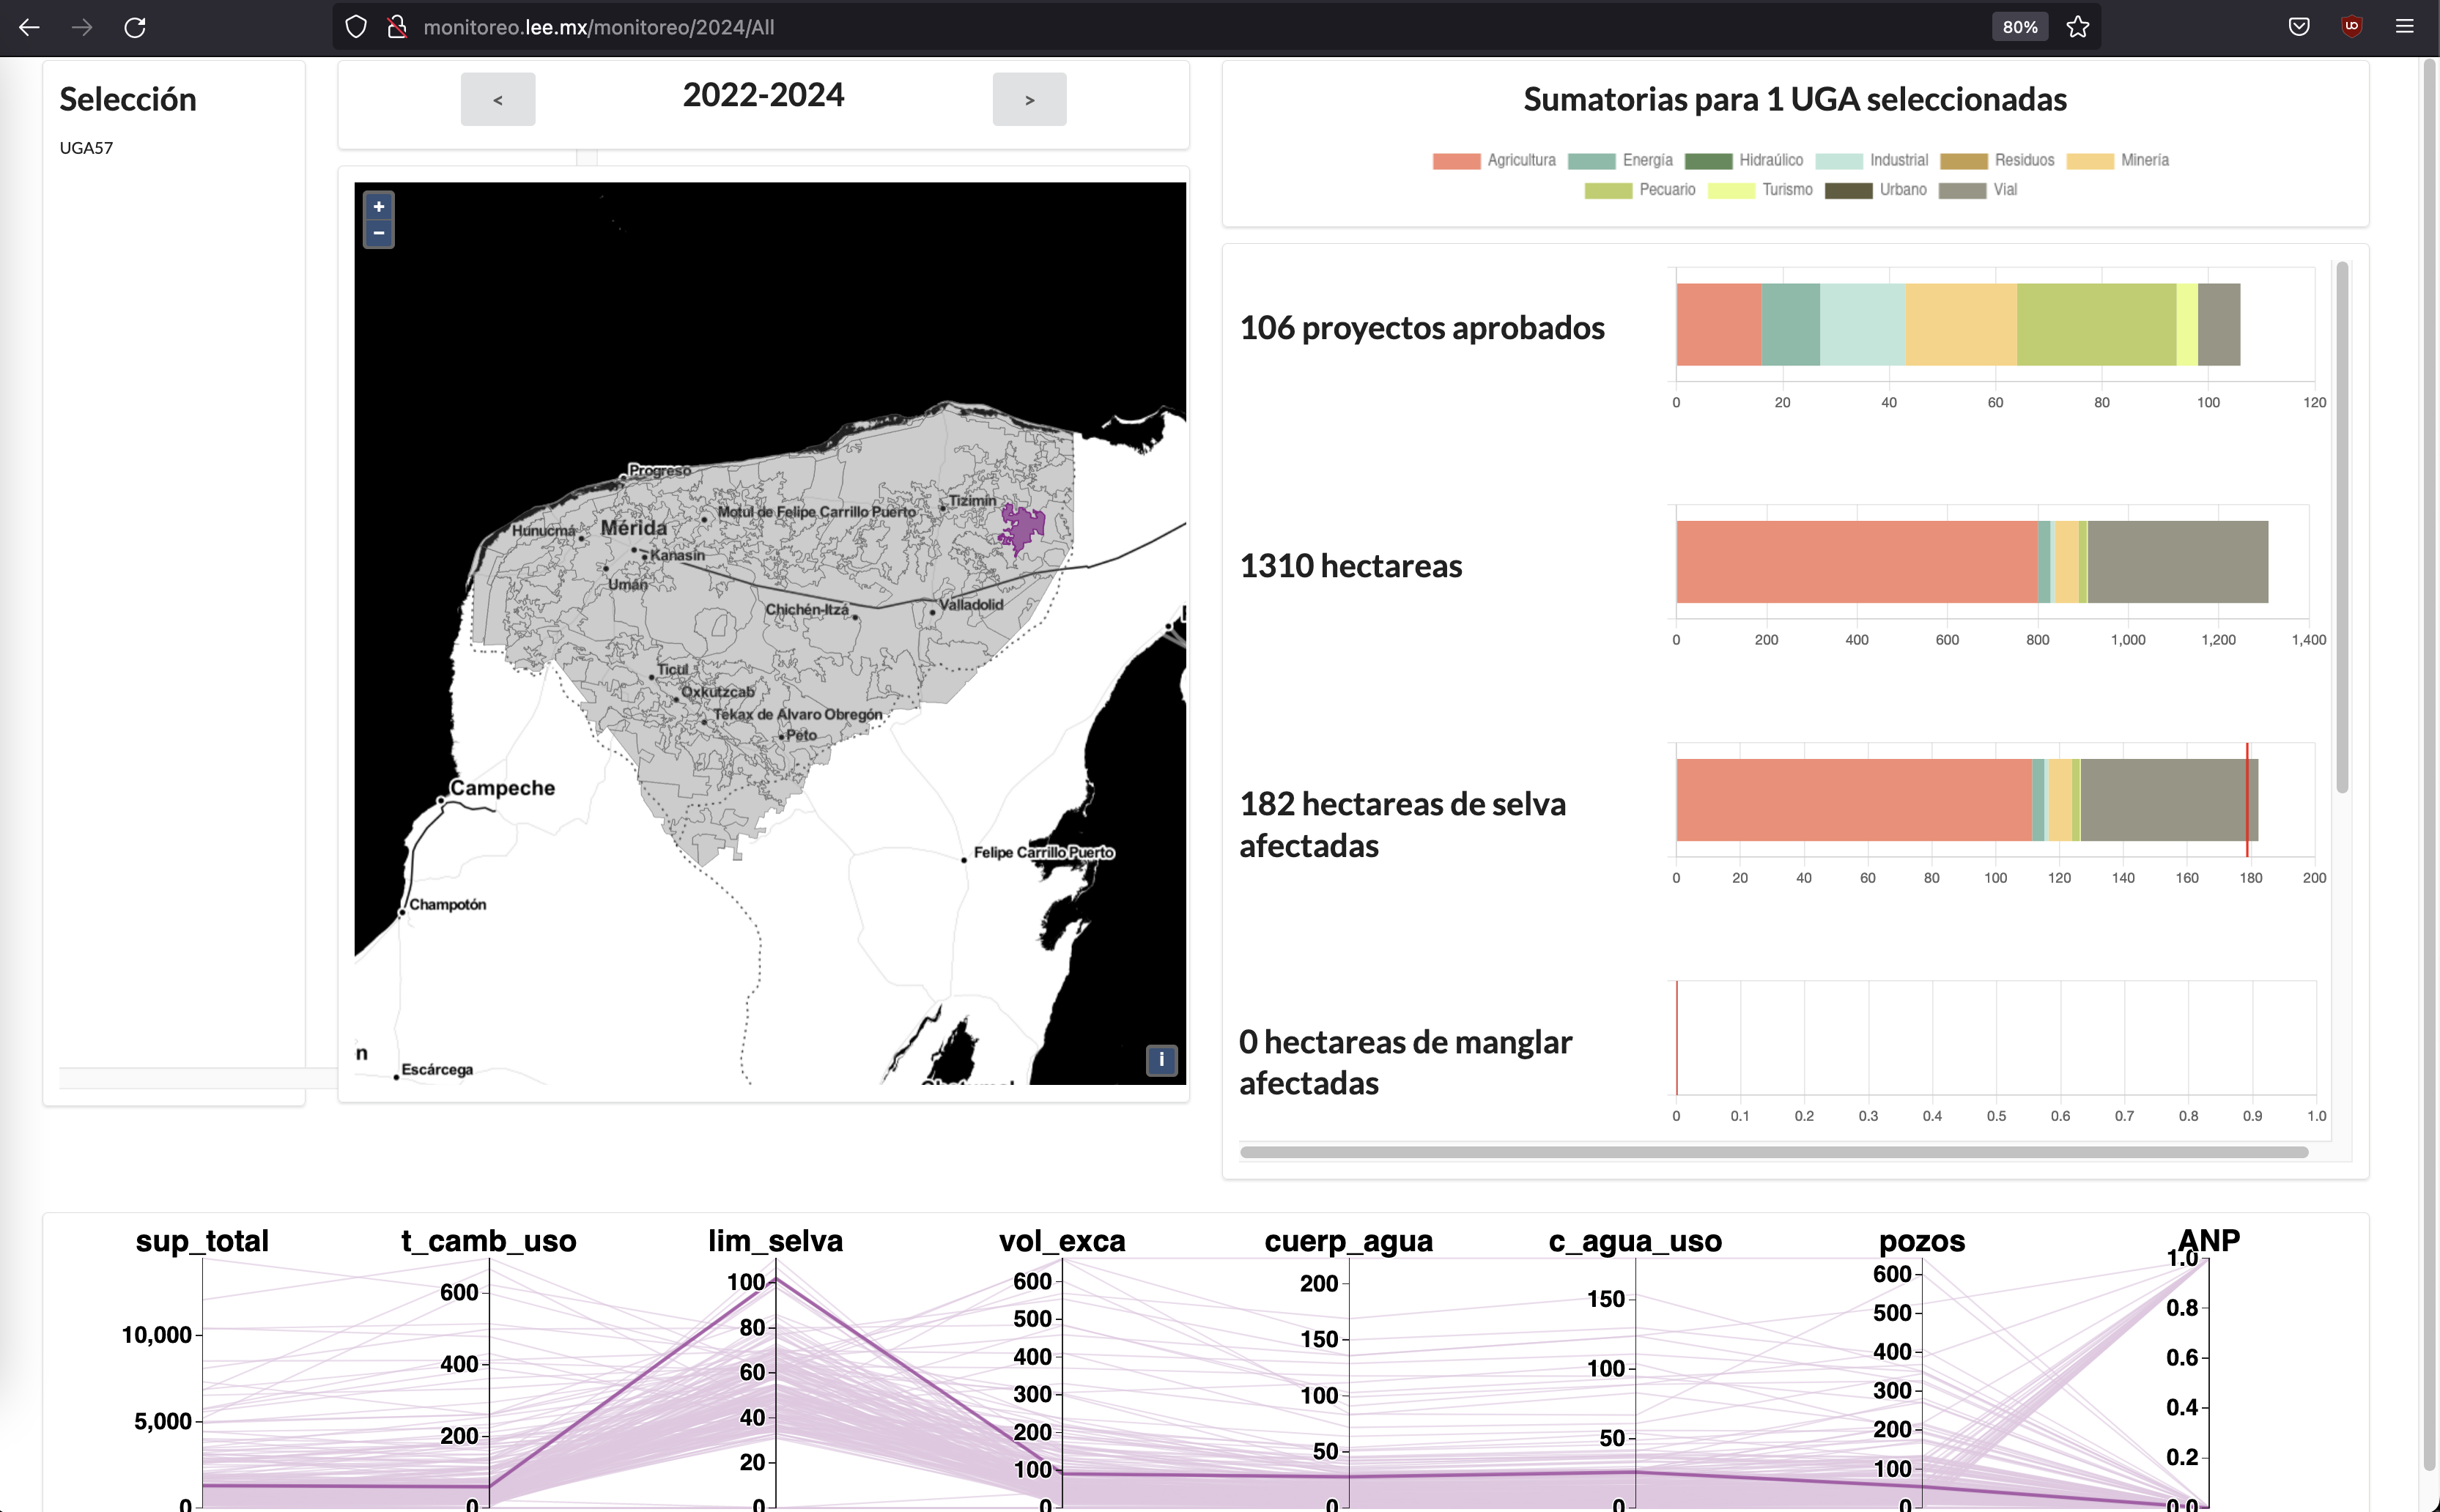 monitoreo.lee.mx/monitoreo/2024/All
80%
Selección
UGA57
<
2022-2024
>
+
−
Progreso
Tizimín
Motul de Felipe Carrillo Puerto
Hunucmá
Mérida
Kanasín
Umán
Chichén-Itzá
Valladolid
Ticul
Oxkutzcab
Tekax de Álvaro Obregón
Peto
Campeche
Felipe Carrillo Puerto
Champotón
n
Escárcega
i
Sumatorias para 1 UGA seleccionadas
Agricultura Energía Hidraúlico Industrial Residuos Minería
Pecuario Turismo Urbano Vial
106 proyectos aprobados
0 20 40 60 80 100 120
1310 hectareas
0 200 400 600 800 1,000 1,200 1,400
182 hectareas de selva
afectadas
0 20 40 60 80 100 120 140 160 180 200
0 hectareas de manglar
afectadas
0 0.1 0.2 0.3 0.4 0.5 0.6 0.7 0.8 0.9 1.0
sup_total t_camb_uso lim_selva vol_exca cuerp_agua c_agua_uso pozos ANP
10,000
5,000
0
600
400
200
0
100
80
60
40
20
0
600
500
400
300
200
100
0
200
150
100
50
0
150
100
50
0
600
500
400
300
200
100
0
1.0
0.8
0.6
0.4
0.2
0.0